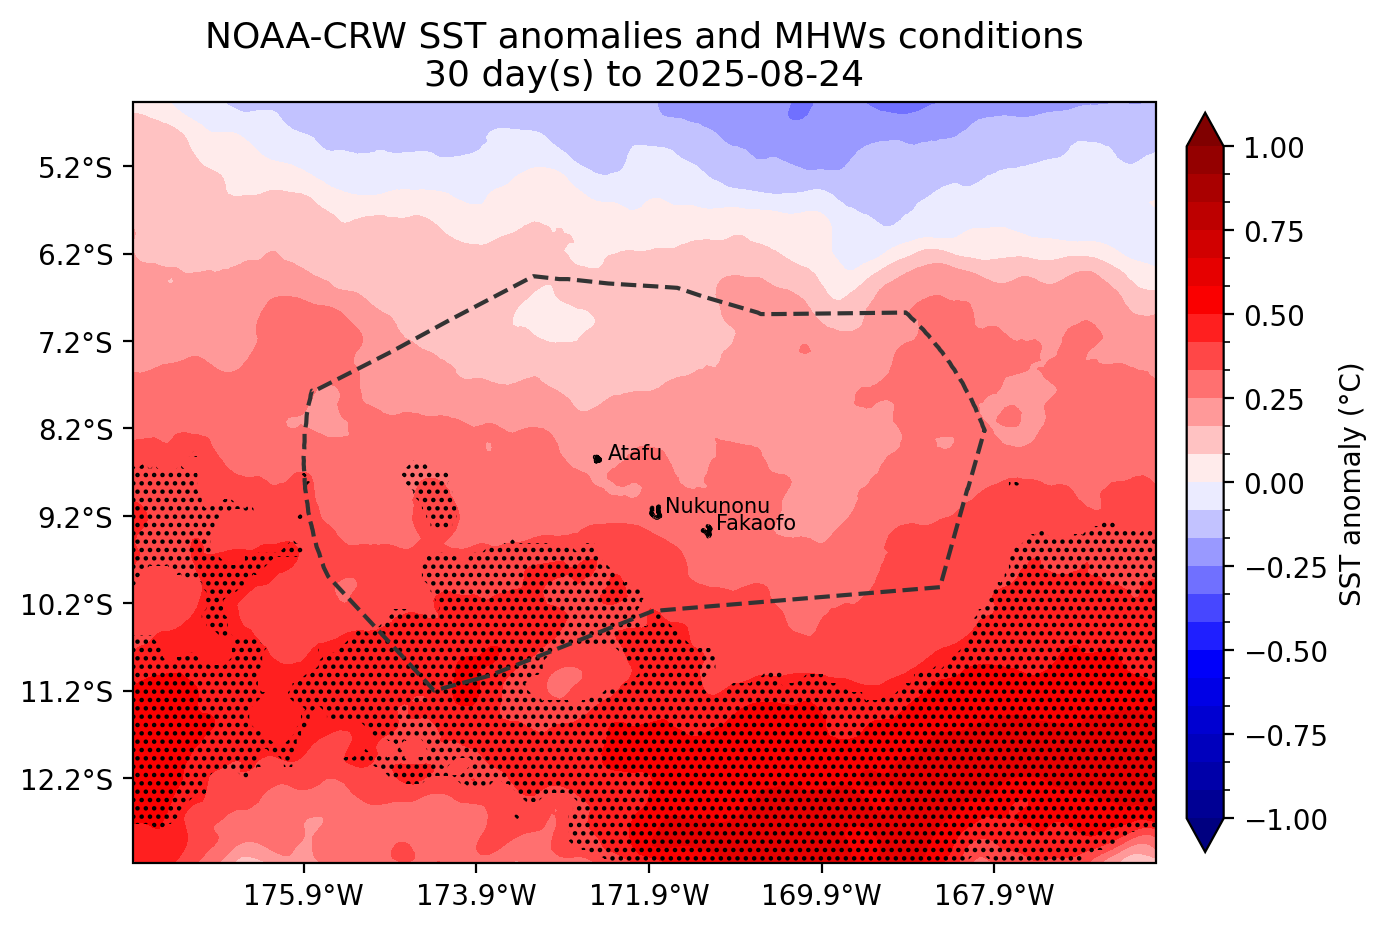 NOAA-CRW SST anomalies and MHWs conditions
30 day(s) to 2025-08-24
5.2°S
6.2°S
7.2°S
8.2°S
9.2°S
10.2°S
11.2°S
12.2°S
Atafu
Nukunonu
Fakaofo
175.9°W
173.9°W
171.9°W
169.9°W
167.9°W
1.00
0.75
0.50
0.25
0.00
−0.25
−0.50
−0.75
−1.00
SST anomaly (°C)